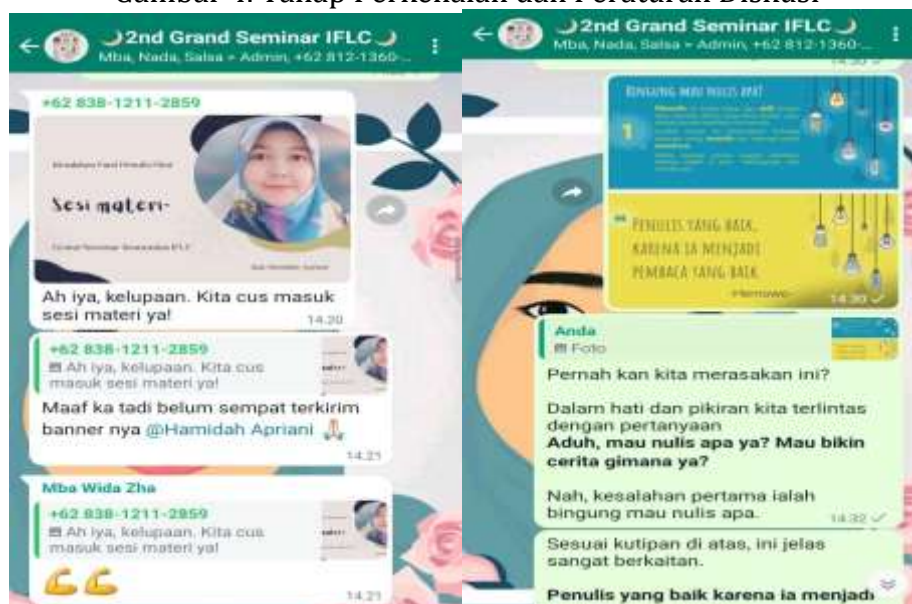 Gambar 4. Tahap Perkenalan dan Peraturan Diskusi
🌙2nd Grand Seminar IFLC🌙
Mba, Nada, Salsa ~ Admin, +62 812-1360-...
+62 838-1211-2859
Sesi materi-
Ah iya, kelupaan. Kita cus masuk
sesi materi ya!
14.20
+62 838-1211-2859
Ah iya, kelupaan. Kita cus
masuk sesi materi ya!
Maaf ka tadi belum sempat terkirim
banner nya @Hamidah Apriani 🙏🏻
14.21
Mba Wida Zha
+62 838-1211-2859
Ah iya, kelupaan. Kita cus
masuk sesi materi ya!
💪💪
14.21
🌙2nd Grand Seminar IFLC🌙
Mba, Nada, Salsa ~ Admin, +62 812-1360-...
14.30
BINGUNG MAU NULIS APA?
1
PENULIS YANG BAIK,
KARENA IA MENJADI
PEMBACA YANG BAIK
-Hernowo-
14.30
Anda
Foto
Pernah kan kita merasakan ini?
Dalam hati dan pikiran kita terlintas
dengan pertanyaan
Aduh, mau nulis apa ya? Mau bikin
cerita gimana ya?
Nah, kesalahan pertama ialah
bingung mau nulis apa.
14.32
Sesuai kutipan di atas, ini jelas
sangat berkaitan.
Penulis yang baik karena ia menjadi